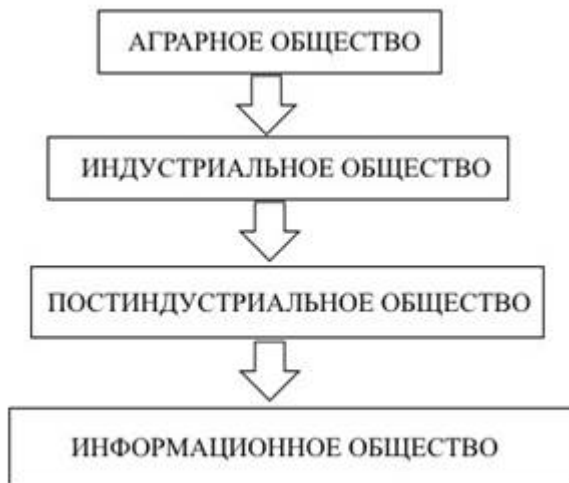 АГРАРНОЕ ОБЩЕСТВО
ИНДУСТРИАЛЬНОЕ ОБЩЕСТВО
ПОСТИНДУСТРИАЛЬНОЕ ОБЩЕСТВО
ИНФОРМАЦИОННОЕ ОБЩЕСТВО